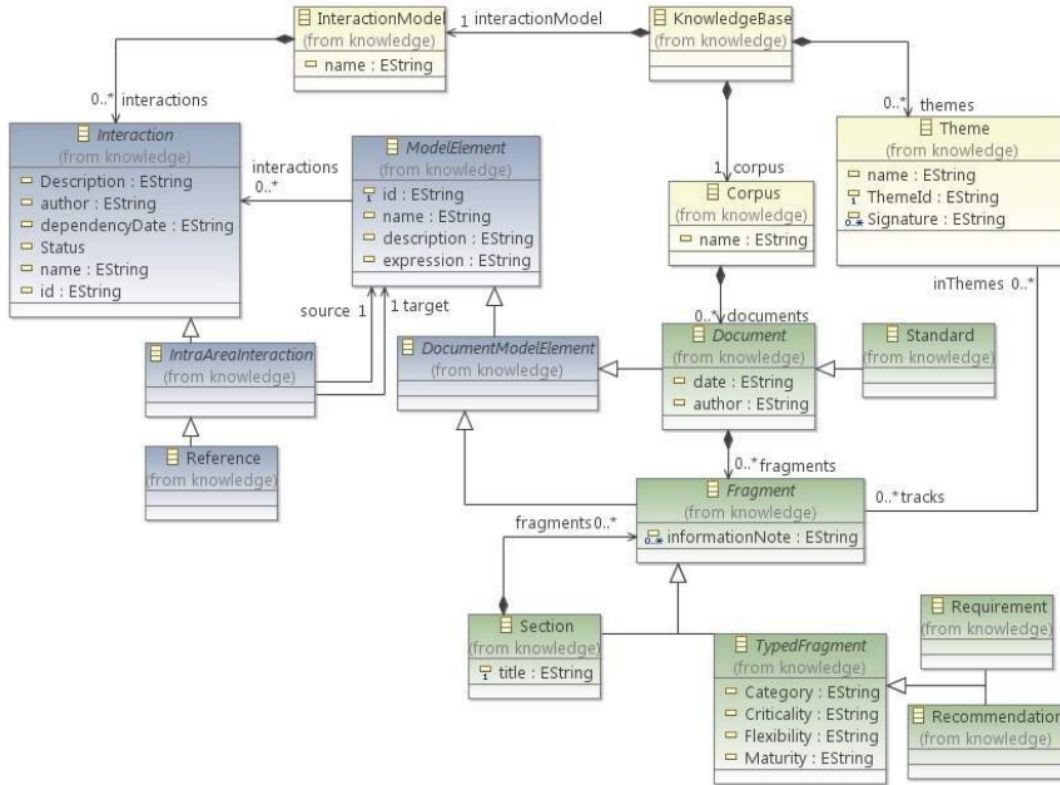 InteractionModel
(from knowledge)
name : EString
1 interactionModel
KnowledgeBase
(from knowledge)
0..* interactions
0..* themes
Interaction
(from knowledge)
Description : EString
author : EString
dependencyDate : EString
Status
name : EString
id : EString
interactions
0..*
ModelElement
(from knowledge)
1 id : EString
name : EString
description : EString
expression : EString
1 corpus
Corpus
(from knowledge)
name : EString
Theme
(from knowledge)
name : EString
1 ThemeId : EString
0..* Signature : EString
source 1
1 target
0..* documents
inThemes 0..*
IntraAreaInteraction
(from knowledge)
DocumentModelElement
(from knowledge)
Document
(from knowledge)
date : EString
author : EString
Standard
(from knowledge)
Reference
(from knowledge)
0..* fragments
Fragment
(from knowledge)
0..* informationNote : EString
0..* tracks
fragments 0..*
Section
(from knowledge)
1 title : EString
TypedFragment
(from knowledge)
Category : EString
Criticality : EString
Flexibility : EString
Maturity : EString
Requirement
(from knowledge)
Recommendation
(from knowledge)